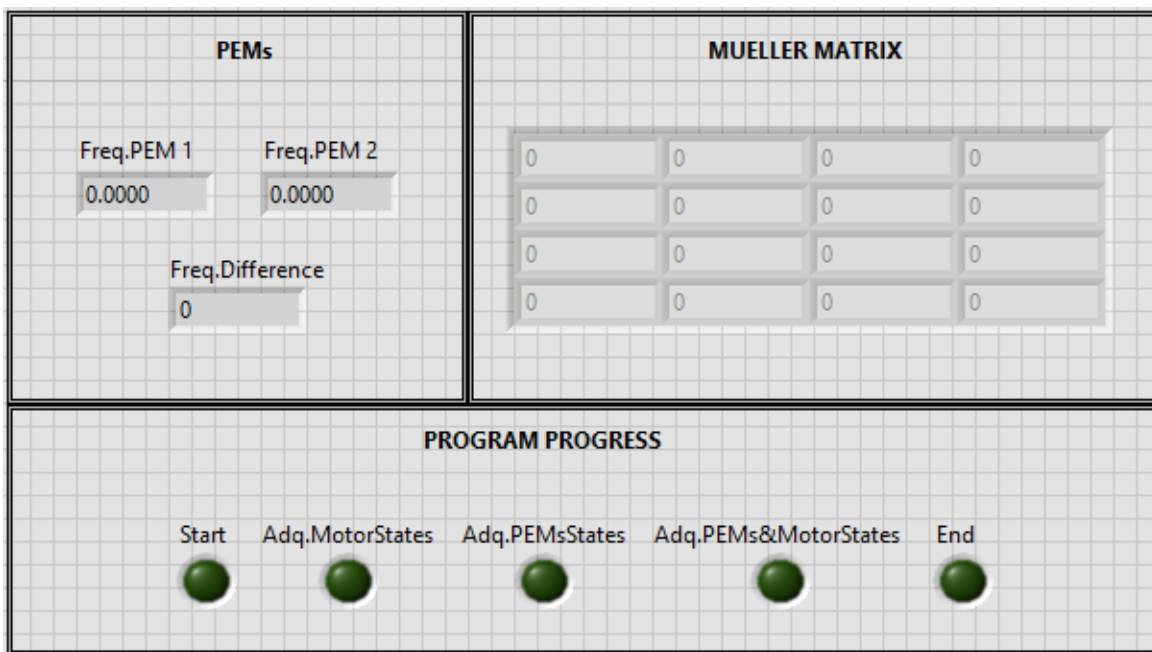 PEMs
Freq.PEM 1 Freq.PEM 2
0.0000 0.0000
Freq.Difference
0
MUELLER MATRIX
0 0 0 0
0 0 0 0
0 0 0 0
0 0 0 0
PROGRAM PROGRESS
Start Adq.MotorStates Adq.PEMsStates Adq.PEMs&MotorStates End